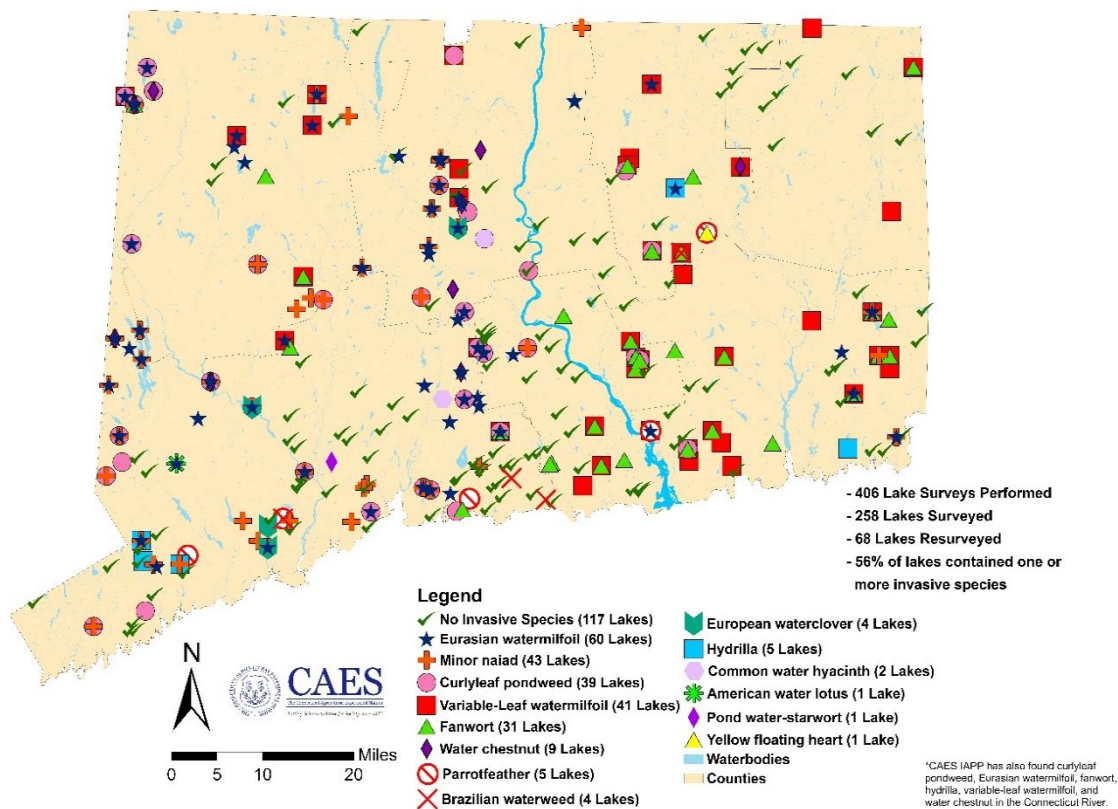 - 406 Lake Surveys Performed
- 258 Lakes Surveyed
- 68 Lakes Resurveyed
- 56% of lakes contained one or
more invasive species
Legend
No Invasive Species (117 Lakes)
Eurasian watermilfoil (60 Lakes)
Minor naiad (43 Lakes)
Curlyleaf pondweed (39 Lakes)
Variable-Leaf watermilfoil (41 Lakes)
Fanwort (31 Lakes)
Water chestnut (9 Lakes)
Parrotfeather (5 Lakes)
Brazilian waterweed (4 Lakes)
European waterclover (4 Lakes)
Hydrilla (5 Lakes)
Common water hyacinth (2 Lakes)
American water lotus (1 Lake)
Pond water-starwort (1 Lake)
Yellow floating heart (1 Lake)
Waterbodies
Counties
N
CAES
Miles
0 5 10 20
*CAES IAPP has also found curlyleaf
pondweed, Eurasian watermilfoil, fanwort,
hydrilla, variable-leaf watermilfoil, and
water chestnut in the Connecticut River.